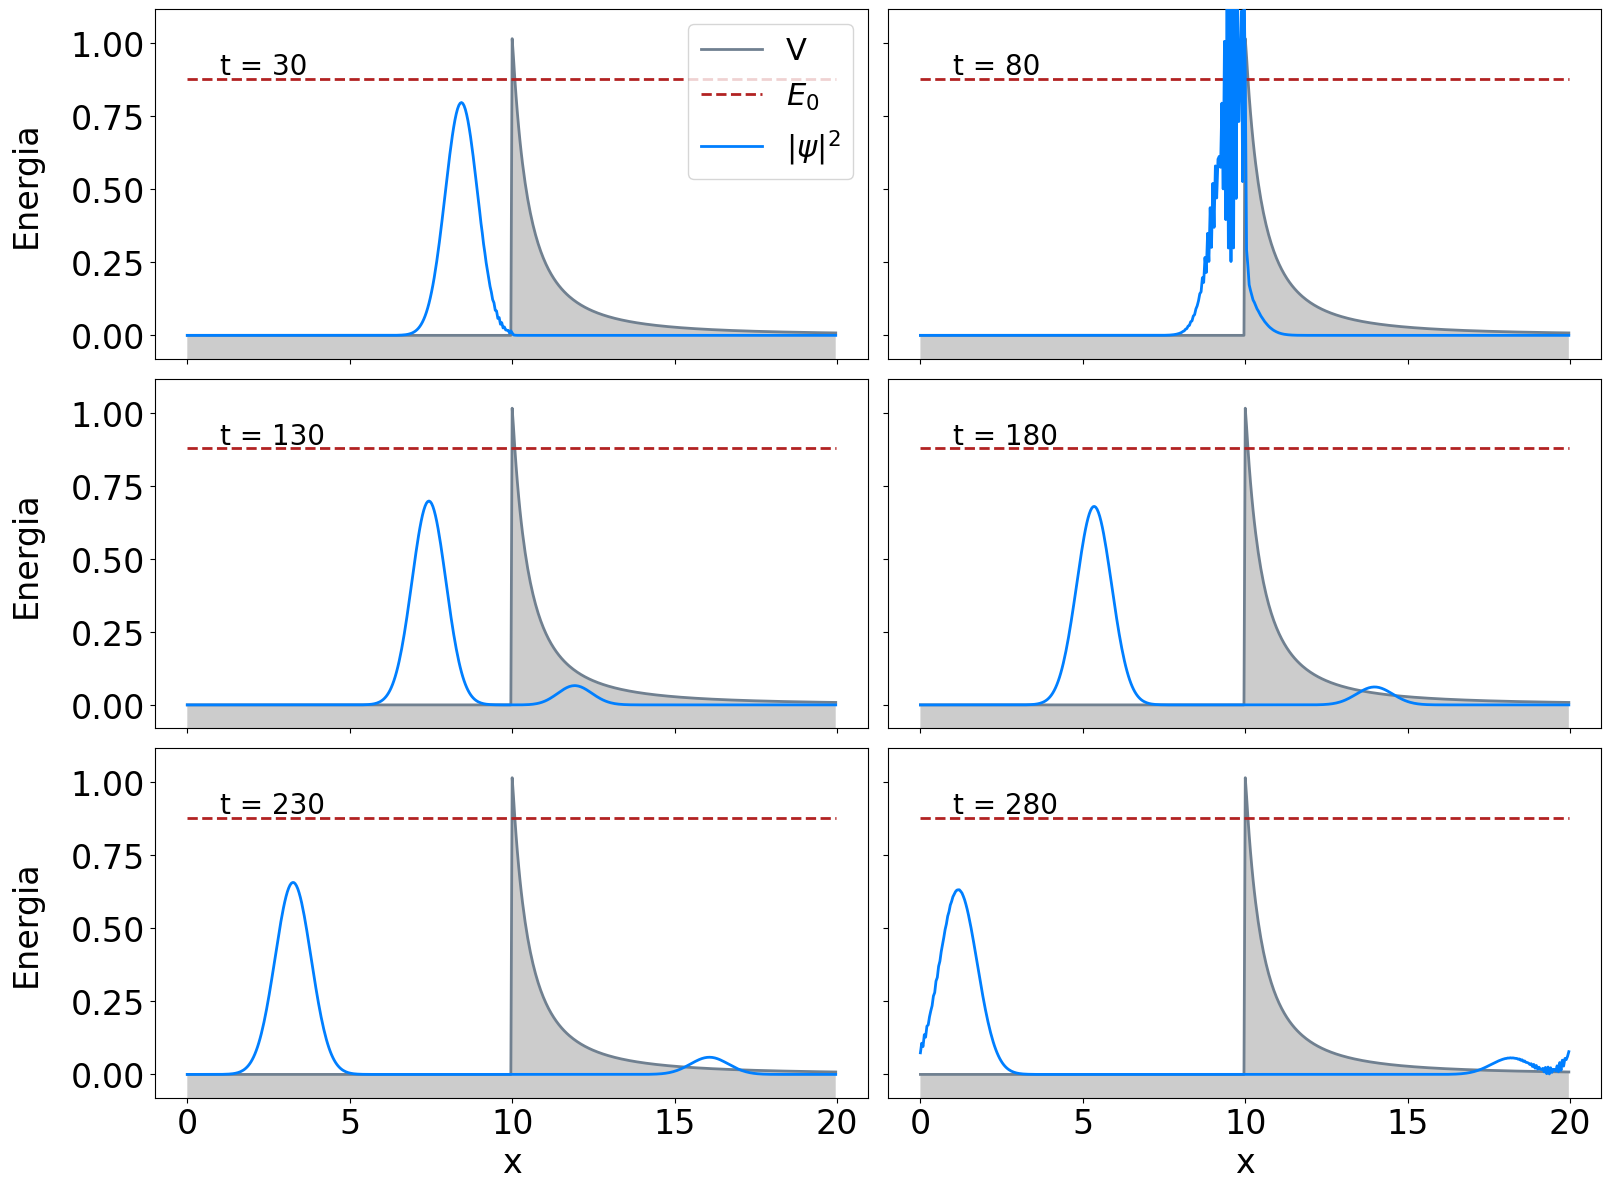 1.00
0.75
0.50
0.25
0.00
Energia
t = 30
V
E₀
|ψ|²
t = 80
1.00
0.75
0.50
0.25
0.00
Energia
t = 130
t = 180
1.00
0.75
0.50
0.25
0.00
Energia
t = 230
t = 280
0 5 10 15 20
x
0 5 10 15 20
x